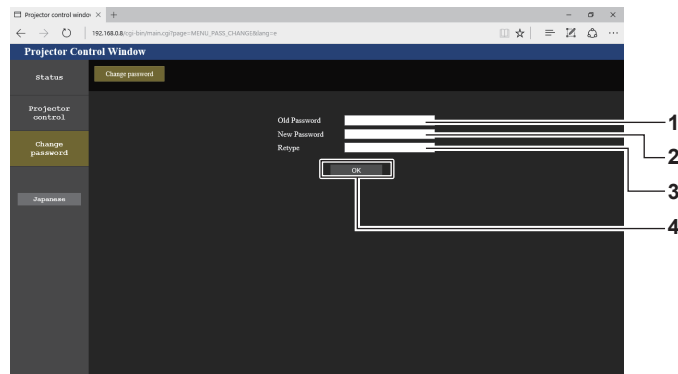 Projector control windov
192.168.0.8/cgi-bin/main.cgi?page=MENU_PASS_CHANGE&lang=e
Projector Control Window
Status
Change password
Projector
control
Change
password
Japanese
Old Password
New Password
Retype
OK
1
2
3
4